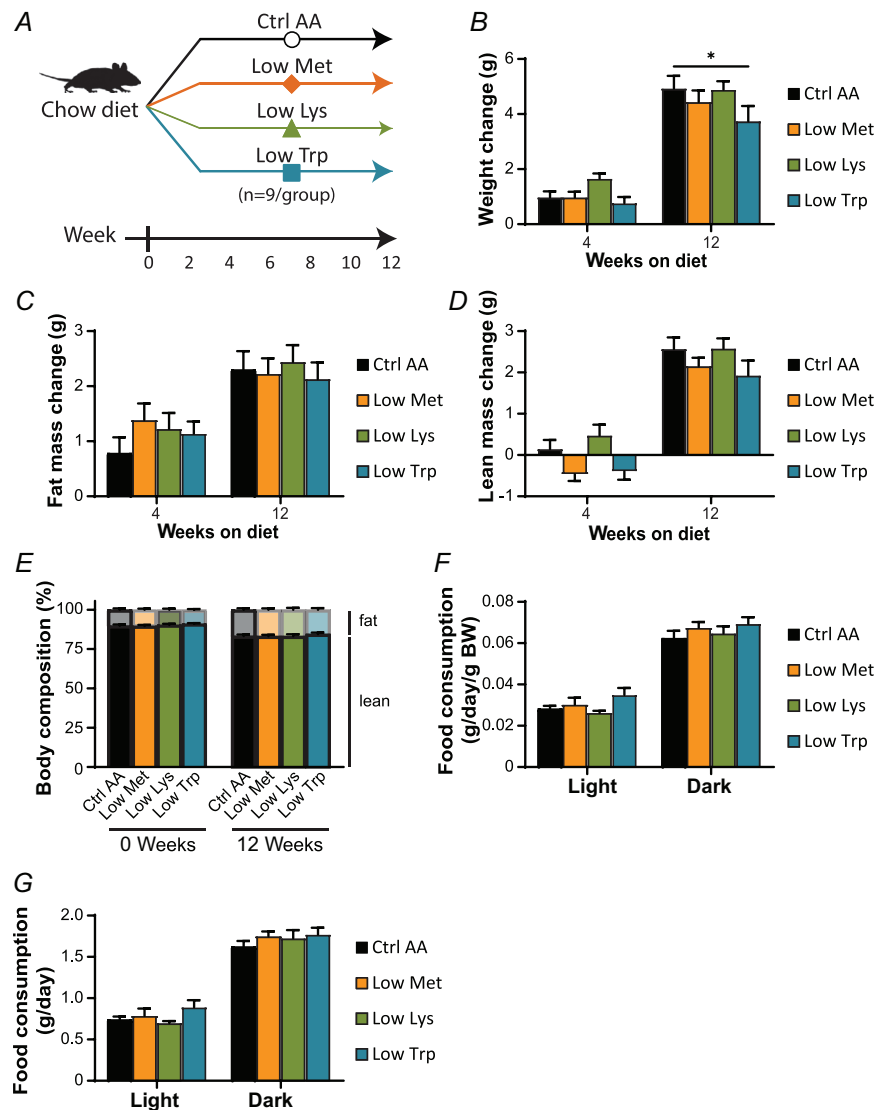 A
Ctrl AA
Low Met
Chow diet
Low Lys
Low Trp
(n=9/group)
Week
0 2 4 6 8 10 12
B
Weight change (g)
6
4
2
0
*
4 12
Weeks on diet
Ctrl AA
Low Met
Low Lys
Low Trp
C
Fat mass change (g)
3
2
1
0
4 12
Weeks on diet
Ctrl AA
Low Met
Low Lys
Low Trp
D
Lean mass change (g)
3
2
1
0
-1
4 12
Weeks on diet
Ctrl AA
Low Met
Low Lys
Low Trp
E
Body composition (%)
100
75
50
25
0
fat
lean
Ctrl AA Low Met Low Lys Low Trp Ctrl AA Low Met Low Lys Low Trp
0 Weeks 12 Weeks
F
Food consumption
(g/day/g BW)
0.08
0.06
0.04
0.02
0
Light Dark
Ctrl AA
Low Met
Low Lys
Low Trp
G
Food consumption
(g/day)
2.0
1.5
1.0
0.5
0
Light Dark
Ctrl AA
Low Met
Low Lys
Low Trp